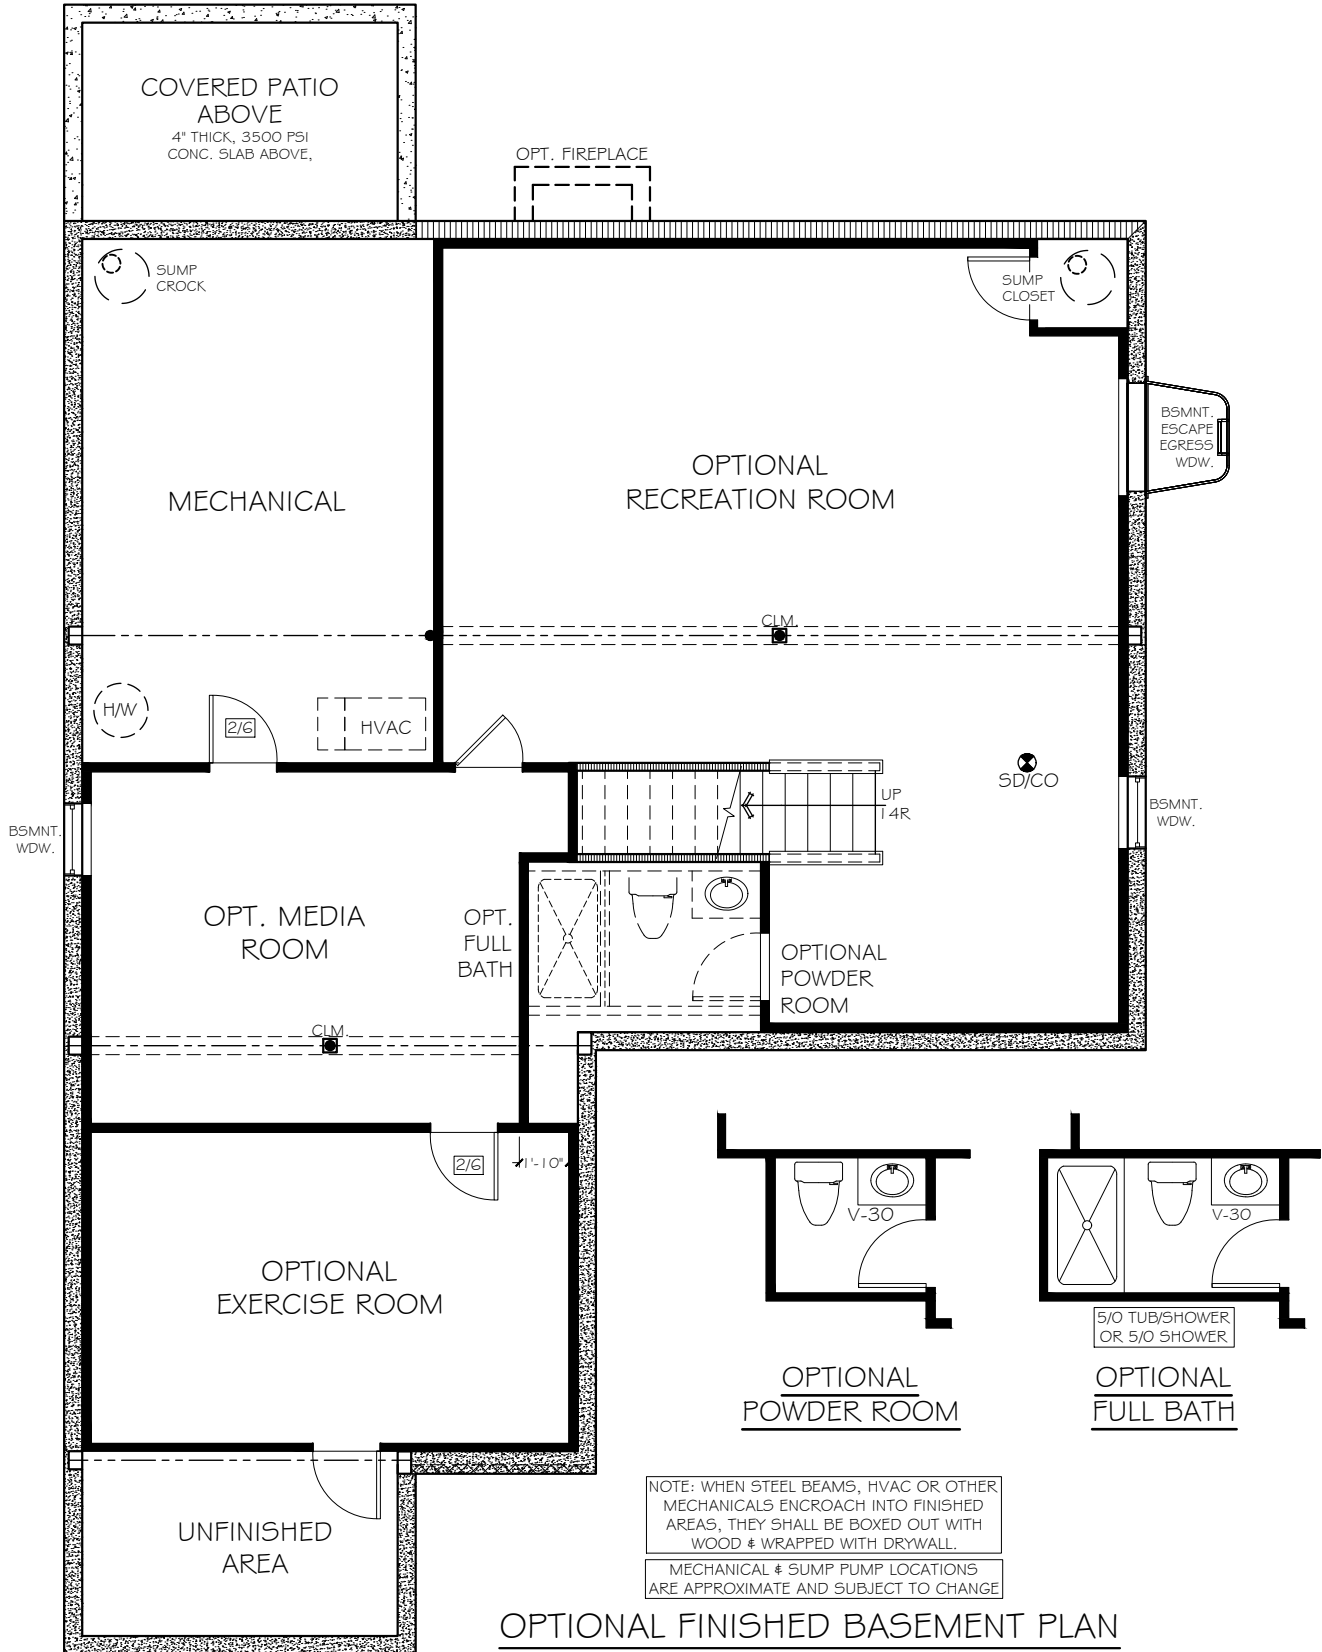 COVERED PATIO
ABOVE
4" THICK, 3500 PSI
CONC. SLAB ABOVE,
OPT. FIREPLACE
SUMP
CROCK
SUMP
CLOSET
BSMNT.
ESCAPE
EGRESS
WDW.
OPTIONAL
RECREATION ROOM
MECHANICAL
CLM.
H/W
2/6
HVAC
SD/CO
UP
14R
BSMNT.
WDW.
BSMNT.
WDW.
OPT. MEDIA
ROOM
OPT.
FULL
BATH
OPTIONAL
POWDER
ROOM
CLM.
2/6
1'-10"
V-30
V-30
OPTIONAL
EXERCISE ROOM
5/0 TUB/SHOWER
OR 5/0 SHOWER
OPTIONAL
POWDER ROOM
OPTIONAL
FULL BATH
NOTE: WHEN STEEL BEAMS, HVAC OR OTHER
MECHANICALS ENCROACH INTO FINISHED
AREAS, THEY SHALL BE BOXED OUT WITH
WOOD & WRAPPED WITH DRYWALL.
UNFINISHED
AREA
MECHANICAL & SUMP PUMP LOCATIONS
ARE APPROXIMATE AND SUBJECT TO CHANGE
OPTIONAL FINISHED BASEMENT PLAN